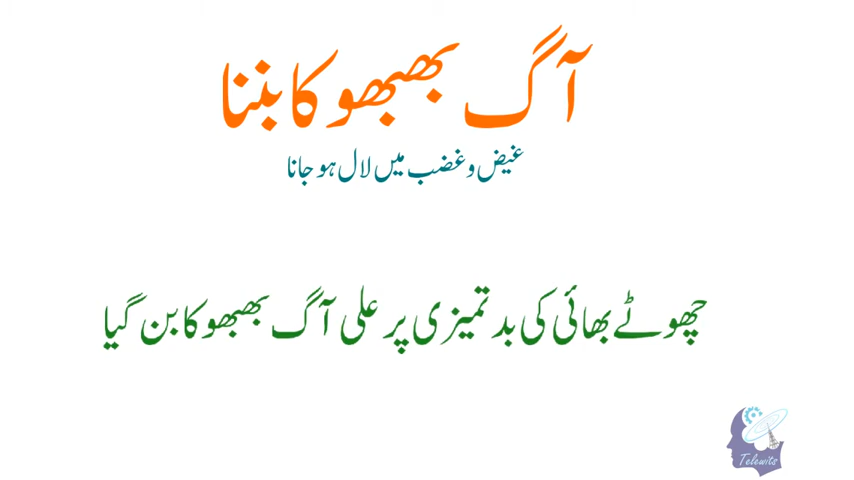 آگ بھبھوکا بننا
غیض و غضب میں لال ہو جانا
چھوٹے بھائی کی بدتمیزی پر علی آگ بھبھوکا بن گیا
Telewits